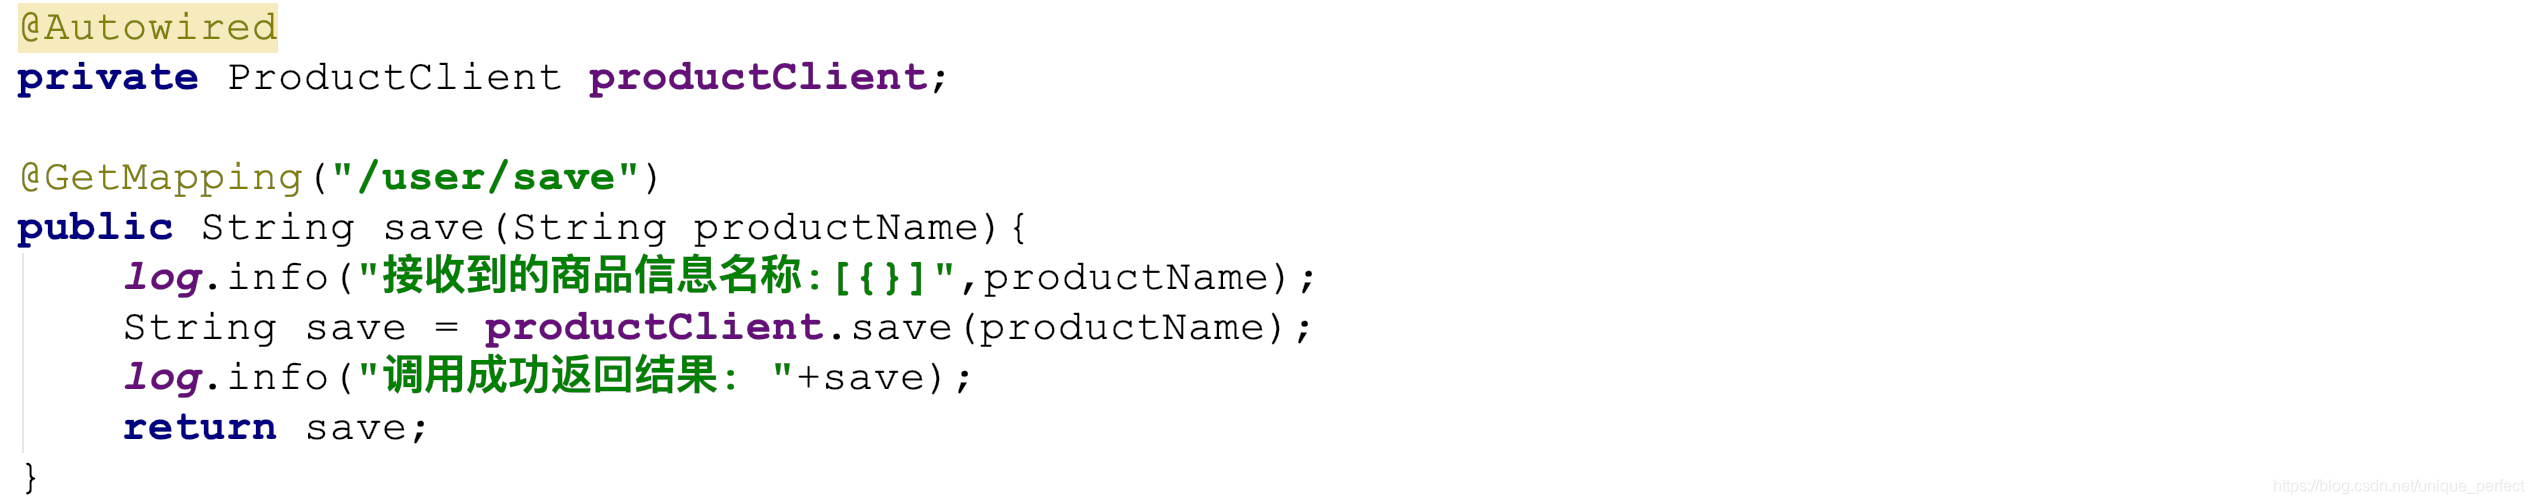 @Autowired
private ProductClient productClient;
@GetMapping("/user/save")
public String save(String productName){
    log.info("接收到的商品信息名称:[{}]",productName);
    String save = productClient.save(productName);
    log.info("调用成功返回结果: "+save);
    return save;
}
https://blog.csdn.net/unique_perfect